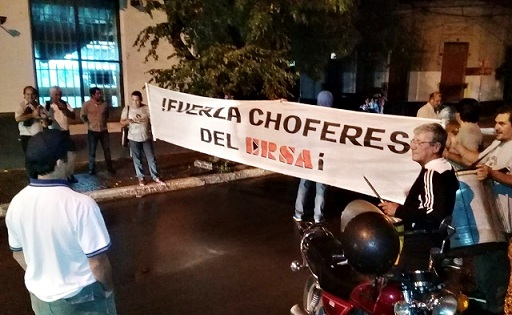 !FUERZA CHOFERES
DEL ERSA¡